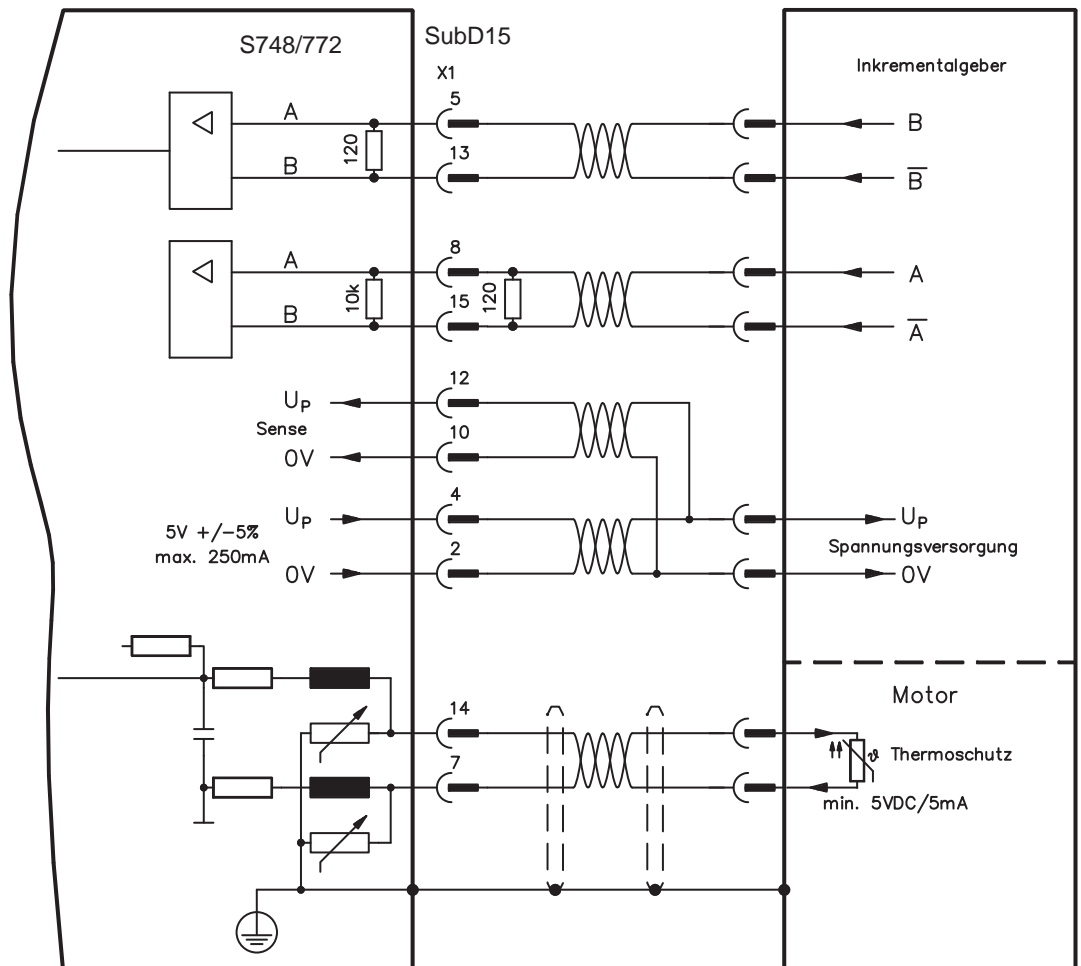 S748/772
SubD15
X1
Inkrementalgeber
5
A
120
B
13
B
B̅
8
A
10k
120
B
15
A
A̅
12
UP
Sense
10
0V
4
UP
UP
5V +/-5%
max. 250mA
Spannungsversorgung
2
0V
0V
Motor
14
ϑ Thermoschutz
7
min. 5VDC/5mA